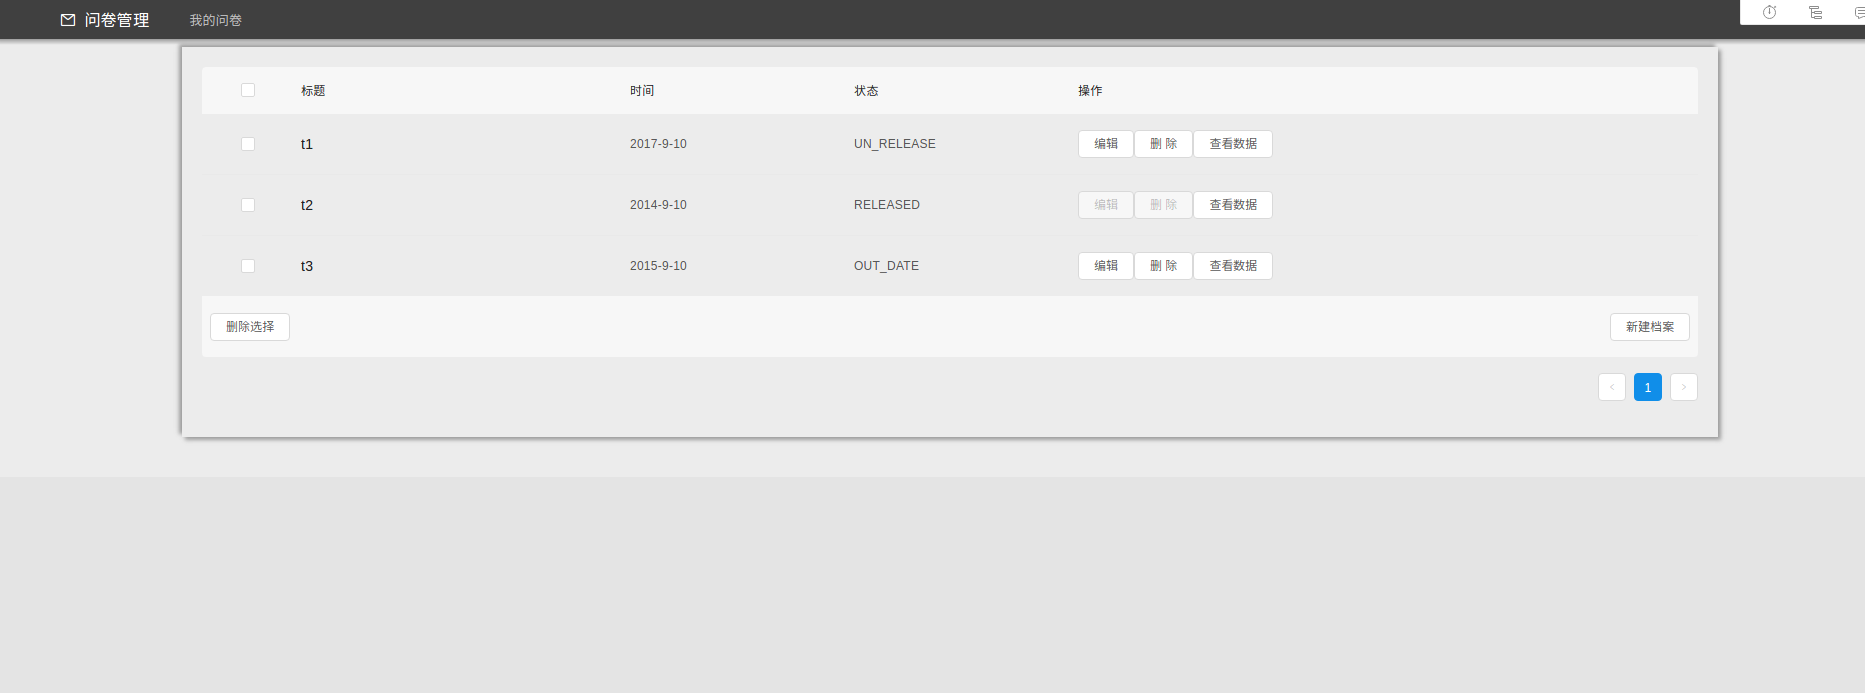 问卷管理 我的问卷
标题 时间 状态 操作
t1 2017-9-10 UN_RELEASE 编辑 删 除 查看数据
t2 2014-9-10 RELEASED 编辑 删 除 查看数据
t3 2015-9-10 OUT_DATE 编辑 删 除 查看数据
删除选择 新建档案
1